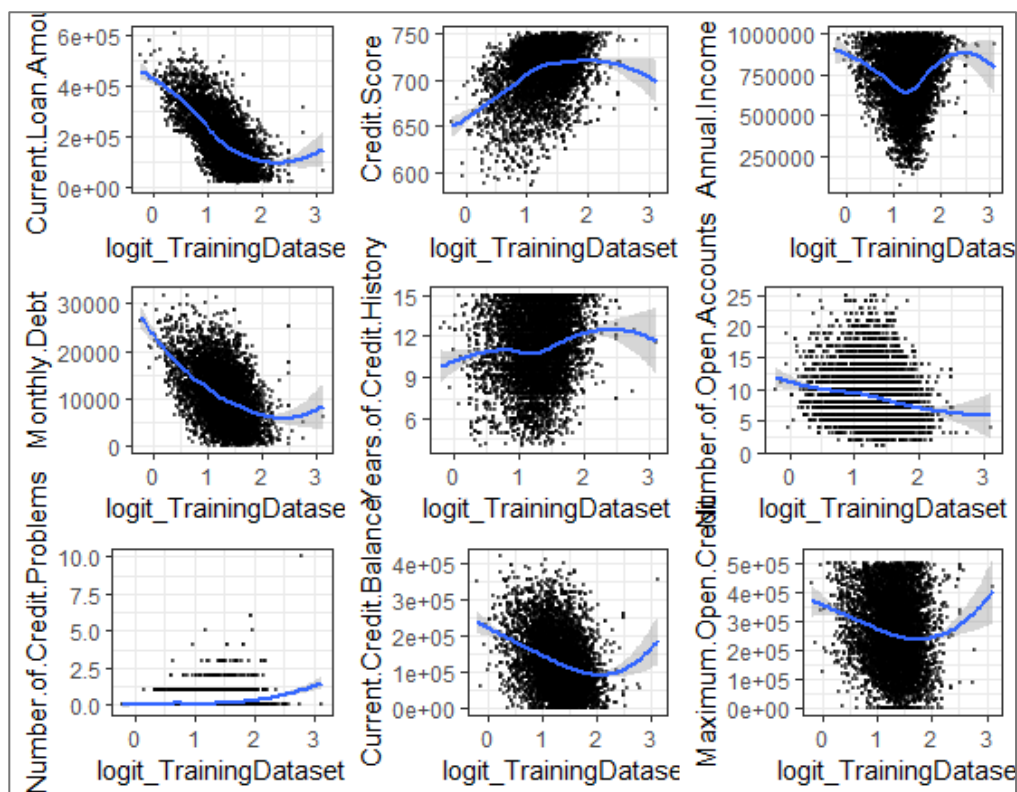 Current.Loan.Amou
6e+05
4e+05
2e+05
0e+00
0 1 2 3
logit_TrainingDataset
Credit.Score
750
700
650
600
0 1 2 3
logit_TrainingDataset
Annual.Income
1000000
750000
500000
250000
0 1 2 3
logit_TrainingDatas
Monthly.Debt
30000
20000
10000
0
0 1 2 3
logit_TrainingDataset
Years.of.Credit.History
15
12
9
6
0 1 2 3
logit_TrainingDataset
Number.of.Open.Accounts
25
20
15
10
5
0
0 1 2 3
logit_TrainingDataset
Number.of.Credit.Problems
10.0
7.5
5.0
2.5
0.0
0 1 2 3
logit_TrainingDataset
Current.Credit.Balance
4e+05
3e+05
2e+05
1e+05
0e+00
0 1 2 3
logit_TrainingDatase
Maximum.Open.Credit
5e+05
4e+05
3e+05
2e+05
1e+05
0e+00
0 1 2 3
logit_TrainingDatase